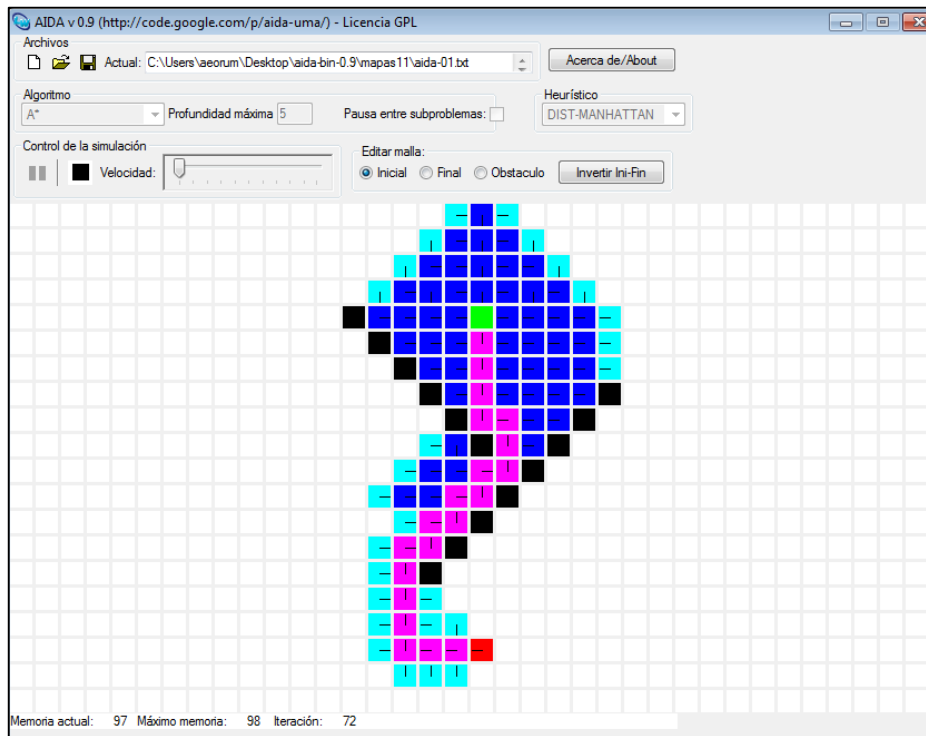 AIDA v 0.9 (http://code.google.com/p/aida-uma/) - Licencia GPL
Archivos
Actual: C:\Users\aeorum\Desktop\aida-bin-0.9\mapas11\aida-01.txt Acerca de/About
Algoritmo Heurístico
A* Profundidad máxima 5 Pausa entre subproblemas: DIST-MANHATTAN
Control de la simulación Editar malla:
Velocidad: Inicial Final Obstaculo Invertir Ini-Fin
Memoria actual: 97 Máximo memoria: 98 Iteración: 72